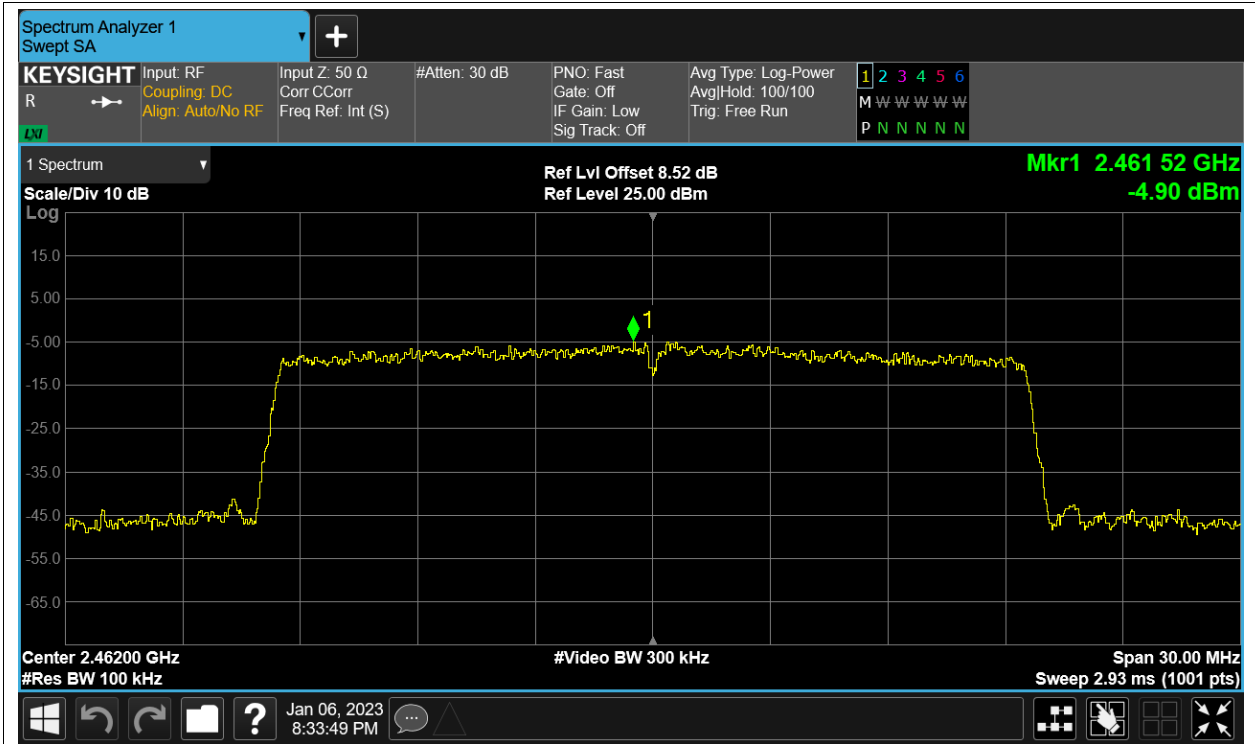 Spectrum Analyzer 1
Swept SA
+
KEYSIGHT
R
LXI
Input: RF
Coupling: DC
Align: Auto/No RF
Input Z: 50 Ω
Corr CCorr
Freq Ref: Int (S)
#Atten: 30 dB
PNO: Fast
Gate: Off
IF Gain: Low
Sig Track: Off
Avg Type: Log-Power
Avg|Hold: 100/100
Trig: Free Run
1 2 3 4 5 6
M W W W W W
P N N N N N
1 Spectrum
Scale/Div 10 dB
Log
Ref Lvl Offset 8.52 dB
Ref Level 25.00 dBm
Mkr1 2.461 52 GHz
-4.90 dBm
15.0
5.00
-5.00
-15.0
-25.0
-35.0
-45.0
-55.0
-65.0
1
Center 2.46200 GHz
#Res BW 100 kHz
#Video BW 300 kHz
Span 30.00 MHz
Sweep 2.93 ms (1001 pts)
?
Jan 06, 2023
8:33:49 PM